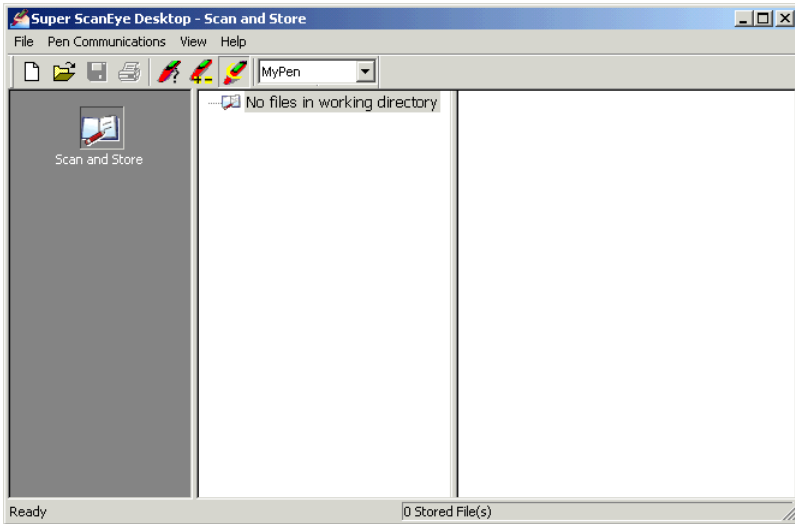 Super ScanEye Desktop - Scan and Store
File Pen Communications View Help
MyPen
No files in working directory
Scan and Store
Ready
0 Stored File(s)